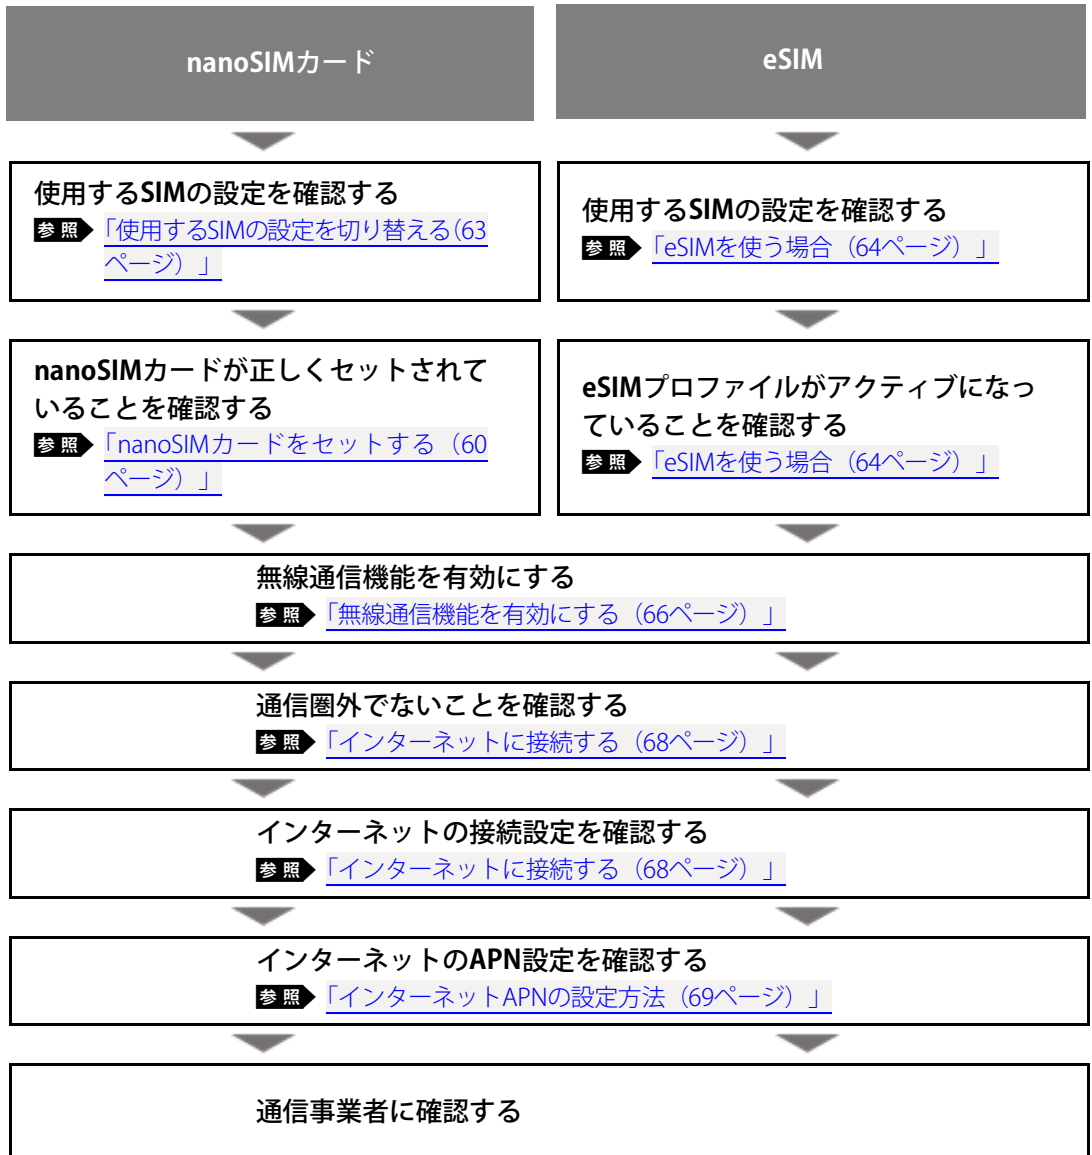 nanoSIMカード
eSIM
使用するSIMの設定を確認する
参照 「使用するSIMの設定を切り替える（63
ページ）」
使用するSIMの設定を確認する
参照 「eSIMを使う場合（64ページ）」
nanoSIMカードが正しくセットされて
いることを確認する
参照 「nanoSIMカードをセットする（60
ページ）」
eSIMプロファイルがアクティブになっ
ていることを確認する
参照 「eSIMを使う場合（64ページ）」
無線通信機能を有効にする
参照 「無線通信機能を有効にする（66ページ）」
通信圏外でないことを確認する
参照 「インターネットに接続する（68ページ）」
インターネットの接続設定を確認する
参照 「インターネットに接続する（68ページ）」
インターネットのAPN設定を確認する
参照 「インターネットAPNの設定方法（69ページ）」
通信事業者に確認する